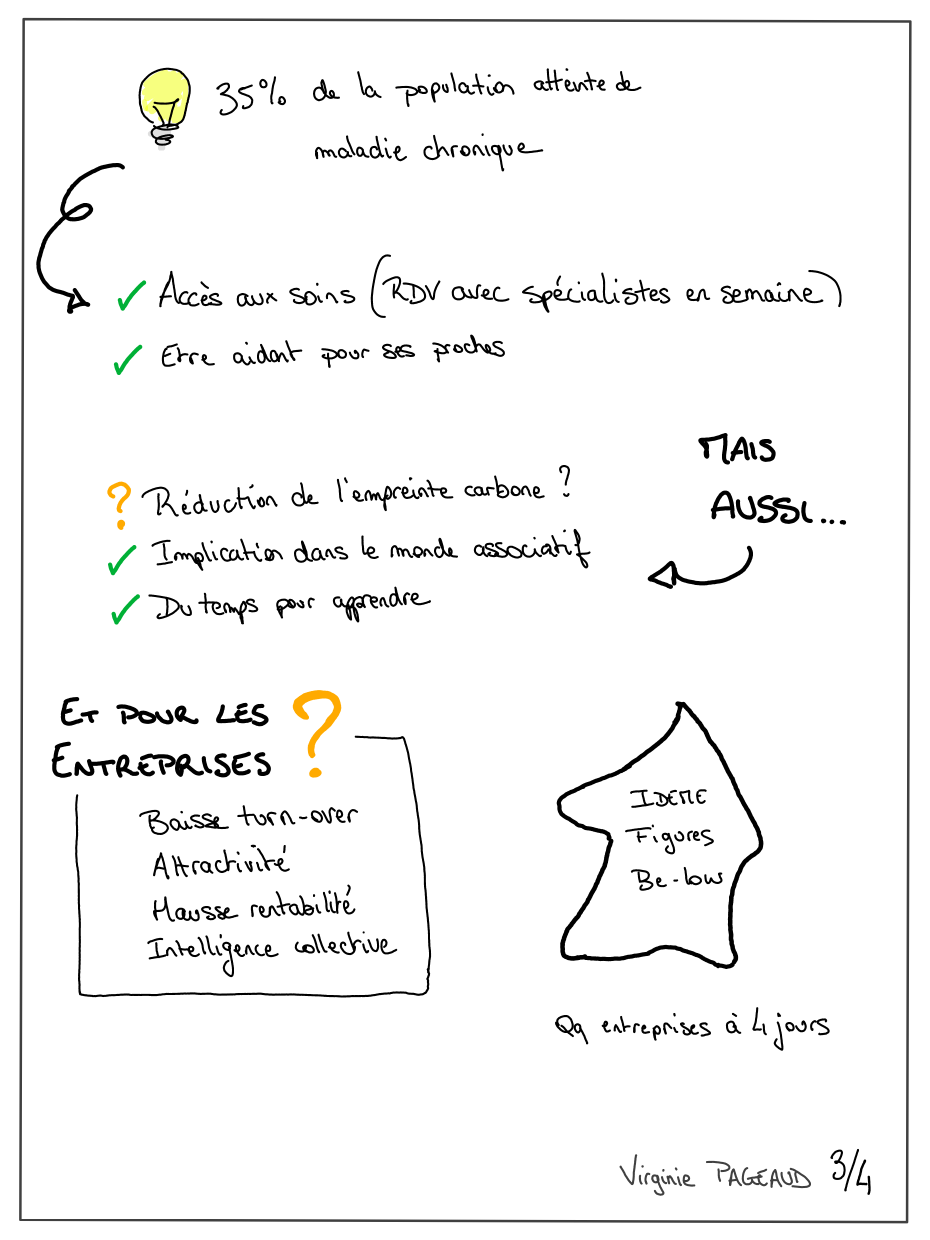 35% de la population atteinte de
maladie chronique
Accès aux soins (RDV avec spécialistes en semaine)
Etre aidant pour ses proches
MAIS
AUSSI...
? Réduction de l'empreinte carbone ?
Implication dans le monde associatif
Du temps pour apprendre
ET POUR LES
ENTREPRISES ?
Baisse turn-over
Attractivité
Hausse rentabilité
Intelligence collective
IDEME
Figures
Be-low
Qq entreprises à 4 jours
Virginie PAGEAUD 3/4